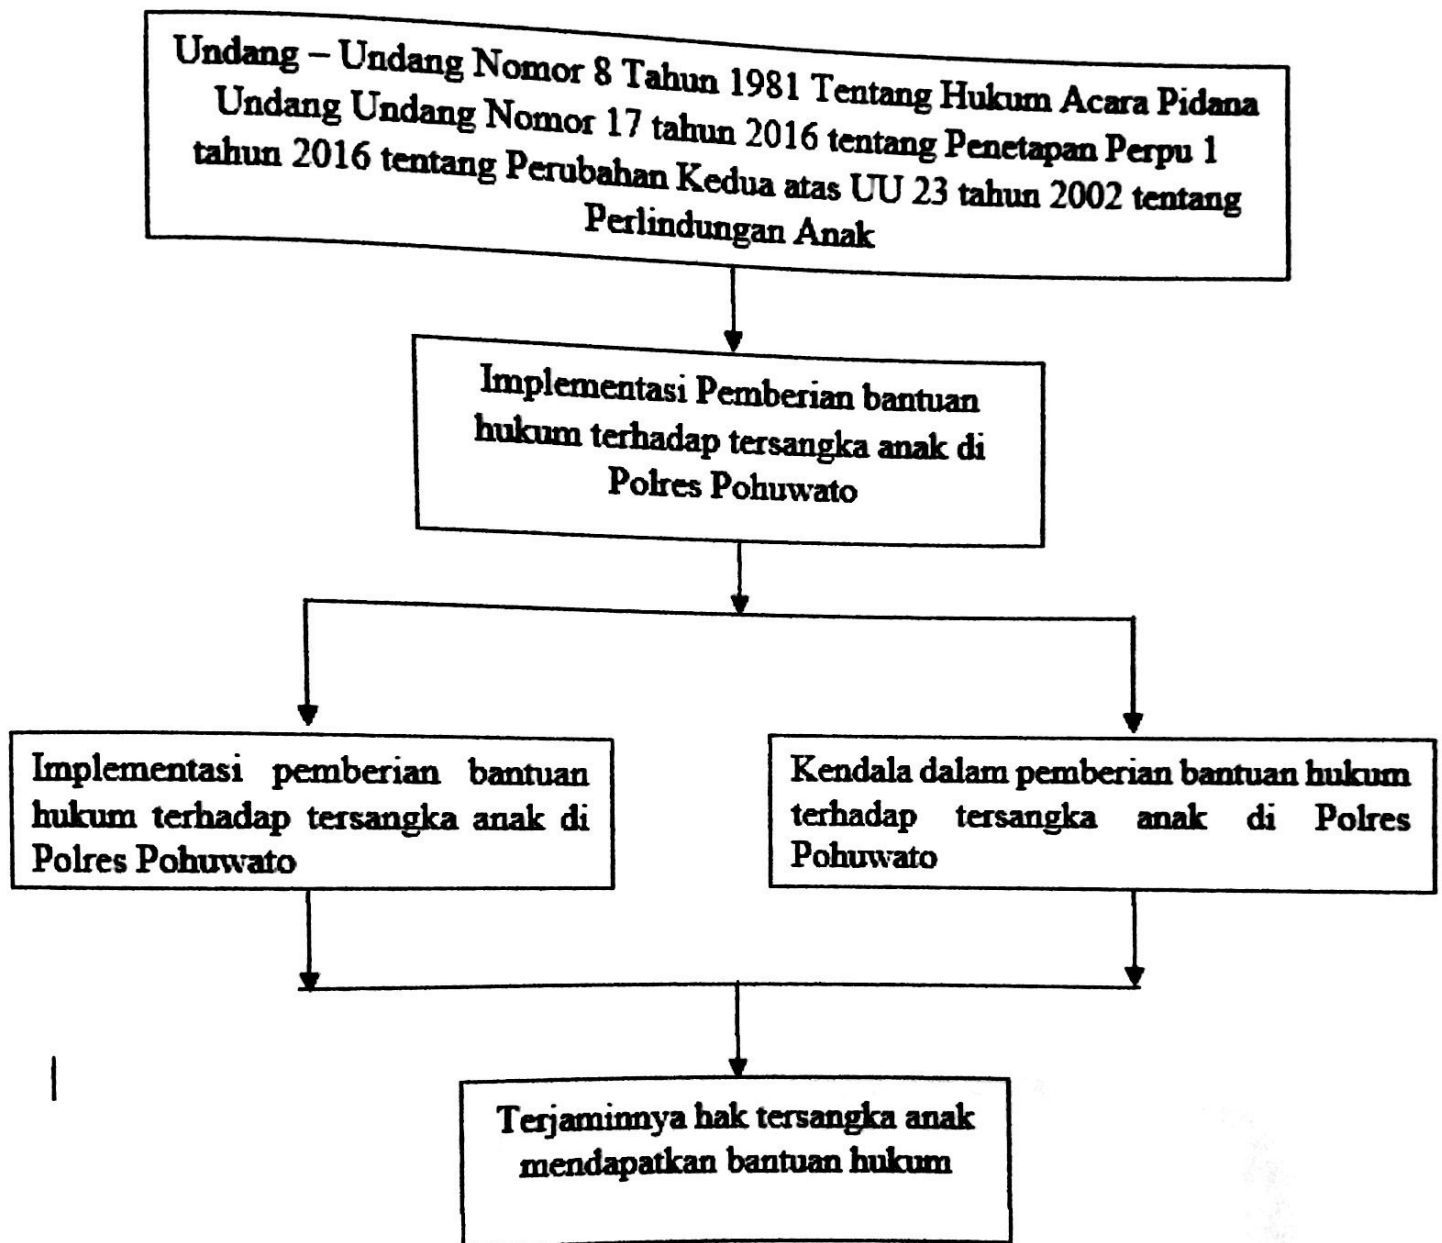 Undang – Undang Nomor 8 Tahun 1981 Tentang Hukum Acara Pidana
Undang Undang Nomor 17 tahun 2016 tentang Penetapan Perpu 1
tahun 2016 tentang Perubahan Kedua atas UU 23 tahun 2002 tentang
Perlindungan Anak
Implementasi Pemberian bantuan
hukum terhadap tersangka anak di
Polres Pohuwato
Implementasi pemberian bantuan
hukum terhadap tersangka anak di
Polres Pohuwato
Kendala dalam pemberian bantuan hukum
terhadap tersangka anak di Polres
Pohuwato
Terjaminnya hak tersangka anak
mendapatkan bantuan hukum